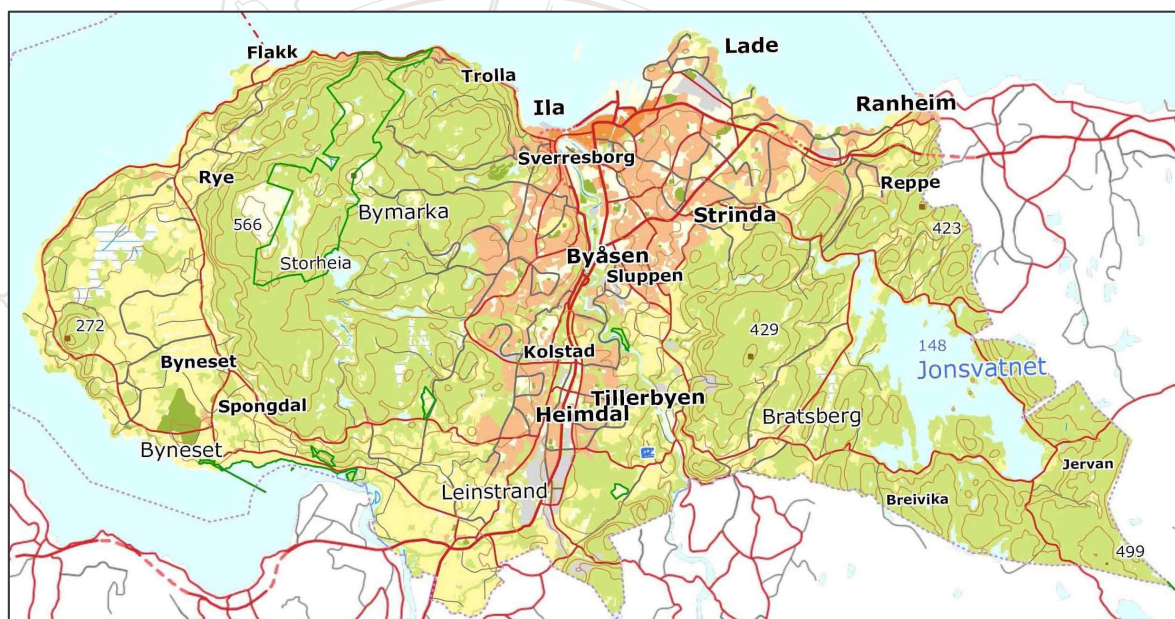 Lade
Flakk
Trolla
Ila
Ranheim
Sverresborg
Rye
Reppe
Bymarka
Strinda
566
423
Byåsen
Storheia
Sluppen
272
429
148
Kolstad
Byneset
Jonsvatnet
Tillerbyen
Spongdal
Heimdal
Bratsberg
Byneset
Jervan
Leinstrand
Breivika
499